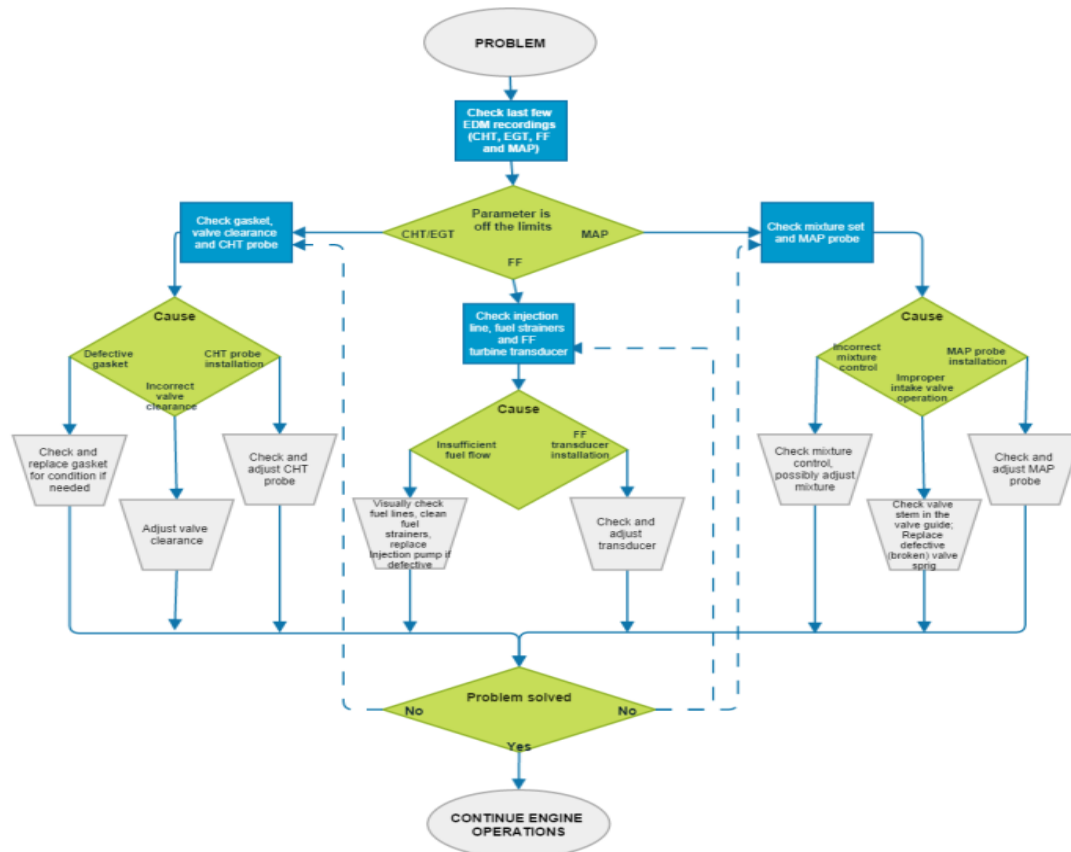 PROBLEM
Check last few
EDM recordings
(CHT, EGT, FF
and MAP)
Parameter is
off the limits
CHT/EGT
MAP
FF
Check gasket,
valve clearance
and CHT probe
Check mixture set
and MAP probe
Check injection
line, fuel strainers
and FF
turbine transducer
Cause
Defective
gasket
CHT probe
installation
Incorrect
valve
clearance
Cause
Insufficient
fuel flow
FF
transducer
installation
Cause
Incorrect
mixture
control
MAP probe
installation
Improper
intake valve
operation
Check and
replace gasket
for condition if
needed
Adjust valve
clearance
Check and
adjust CHT
probe
Visually check
fuel lines, clean
fuel
strainers,
replace
Injection pump if
defective
Check and
adjust
transducer
Check mixture
control,
possibly adjust
mixture
Check valve
stem in the
valve guide;
Replace
defective
(broken) valve
sprig
Check and
adjust MAP
probe
Problem solved
No
No
Yes
CONTINUE ENGINE
OPERATIONS